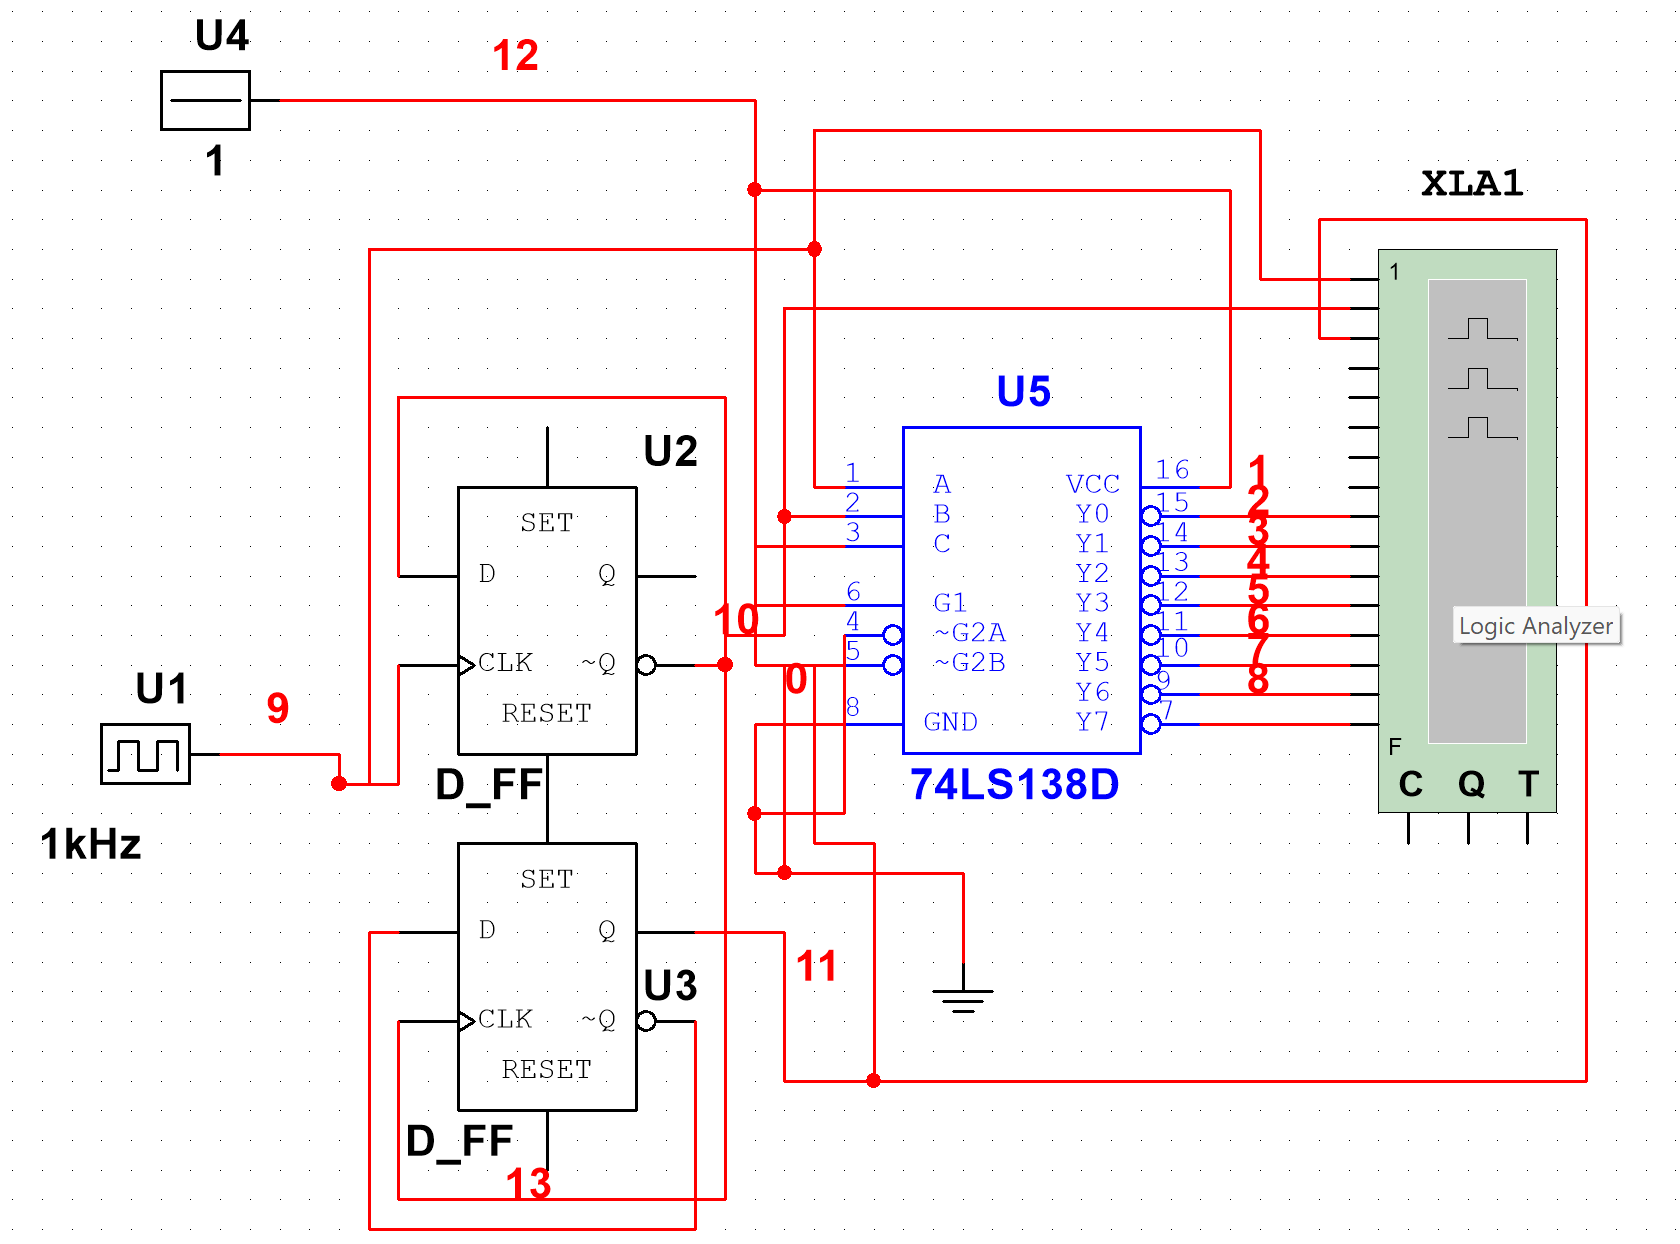 U4
12
1
XLA1
1
U5
U2
SET
D
Q
CLK
~Q
RESET
D_FF
1
A
2
B
3
C
6
G1
4
~G2A
5
~G2B
8
GND
VCC
16
1
Y0
15
2
Y1
14
3
Y2
13
4
Y3
12
5
Y4
11
6
Y5
10
7
Y6
9
8
Y7
7
10
0
74LS138D
Logic Analyzer
F
C Q T
U1
9
1kHz
SET
D
Q
CLK
~Q
RESET
U3
11
D_FF
13